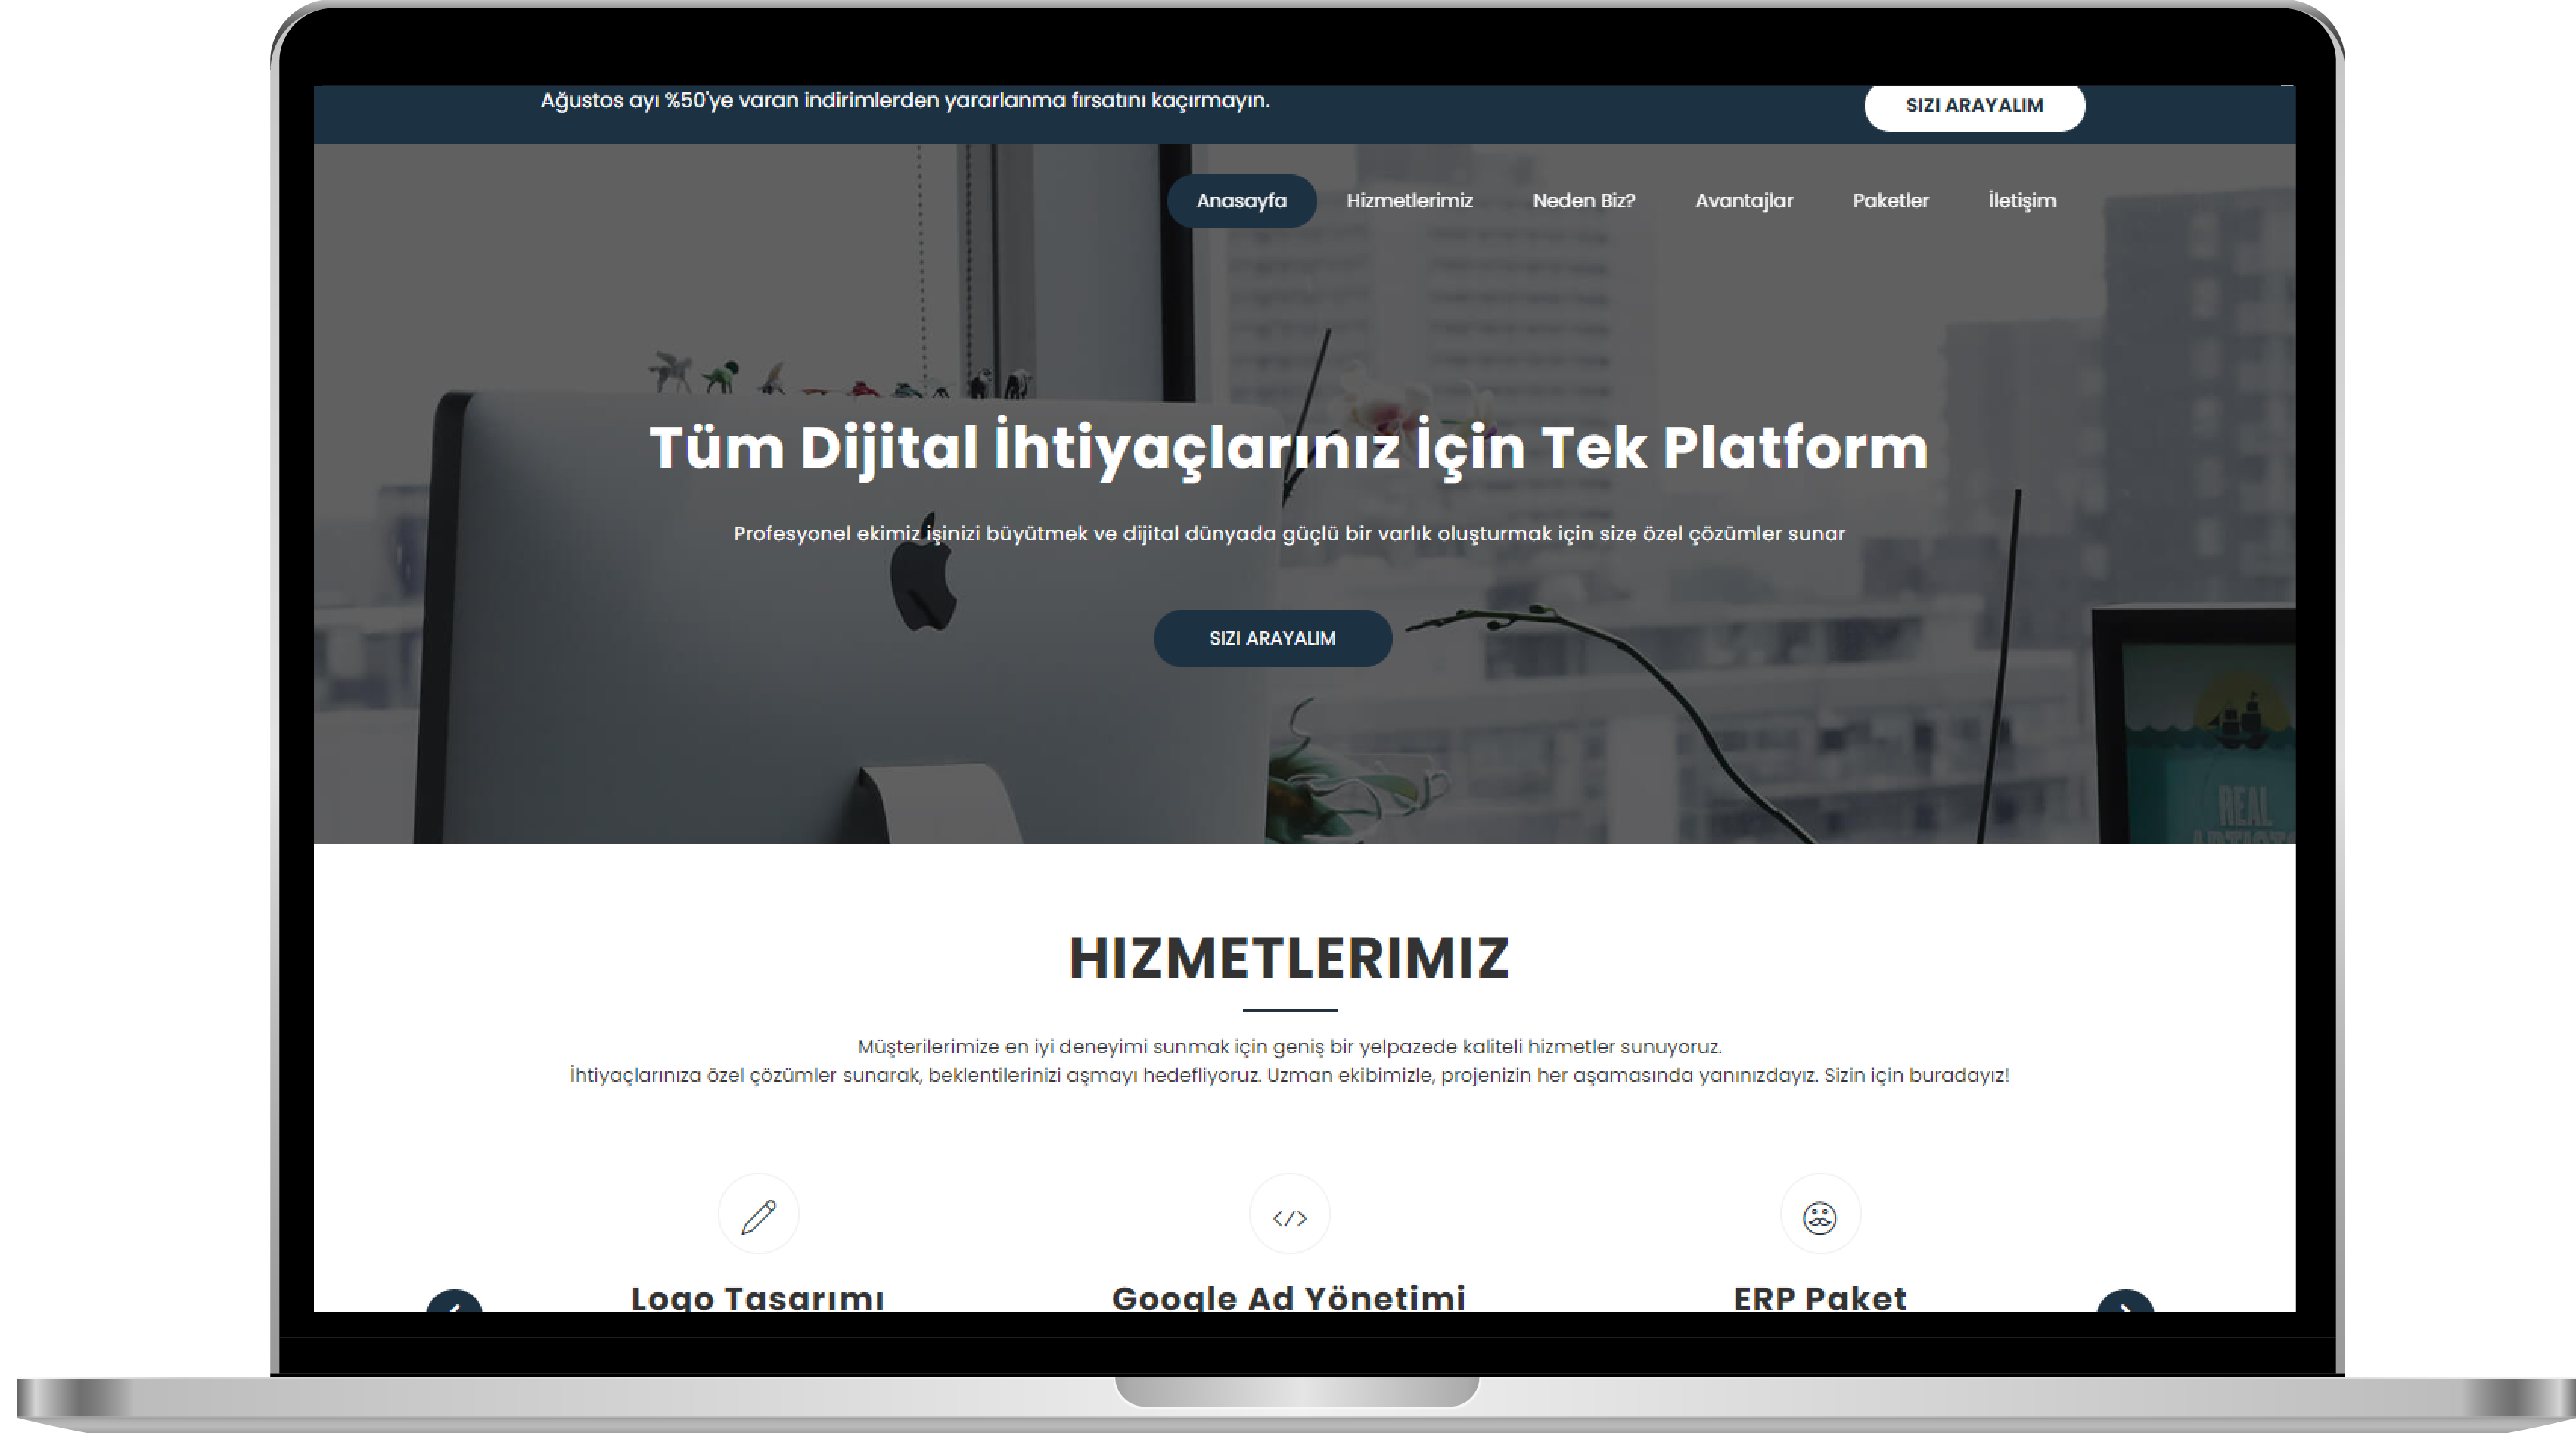 Ağustos ayı %50'ye varan indirimlerden yararlanma fırsatını kaçırmayın.
SIZI ARAYALIM
Anasayfa
Hizmetlerimiz
Neden Biz?
Avantajlar
Paketler
İletişim
Tüm Dijital İhtiyaçlarınız İçin Tek Platform
Profesyonel ekimiz işinizi büyütmek ve dijital dünyada güçlü bir varlık oluşturmak için size özel çözümler sunar
SIZI ARAYALIM
REAL
HIZMETLERIMIZ
Müşterilerimize en iyi deneyimi sunmak için geniş bir yelpazede kaliteli hizmetler sunuyoruz.
İhtiyaçlarınıza özel çözümler sunarak, beklentilerinizi aşmayı hedefliyoruz. Uzman ekibimizle, projenizin her aşamasında yanınızdayız. Sizin için buradayız!
</>
Logo Tasarımı
Google Ad Yönetimi
ERP Paket